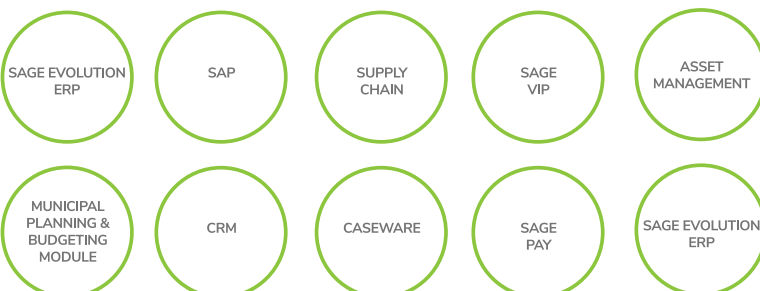 SAGE EVOLUTION
ERP
SAP
SUPPLY
CHAIN
SAGE
VIP
ASSET
MANAGEMENT
MUNICIPAL
PLANNING &
BUDGETING
MODULE
CRM
CASEWARE
SAGE
PAY
SAGE EVOLUTION
ERP